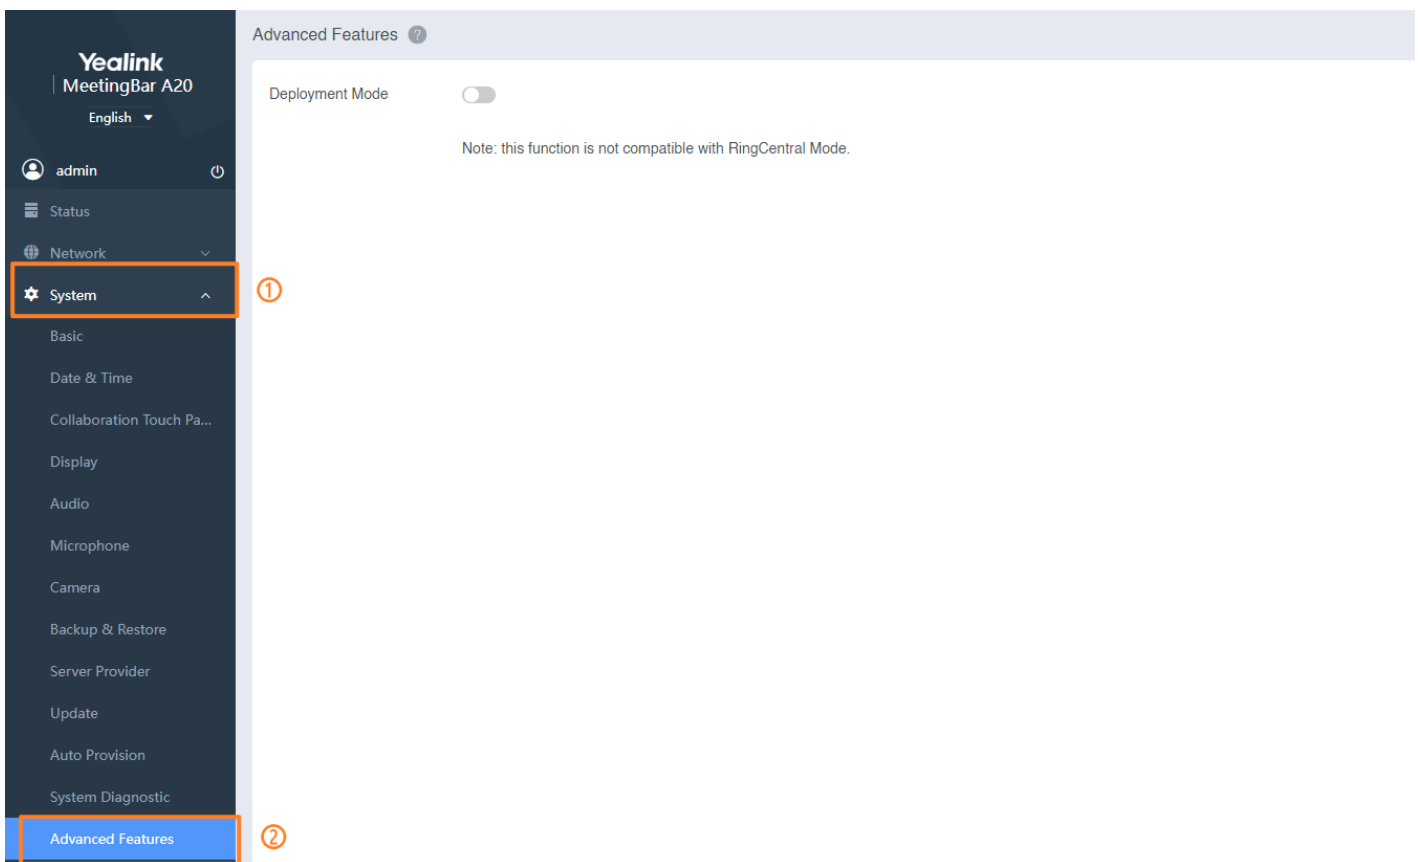 Yealink
MeetingBar A20
English
admin
Status
Network
System
Basic
Date & Time
Collaboration Touch Pa...
Display
Audio
Microphone
Camera
Backup & Restore
Server Provider
Update
Auto Provision
System Diagnostic
Advanced Features
①
②
Advanced Features ?
Deployment Mode
Note: this function is not compatible with RingCentral Mode.